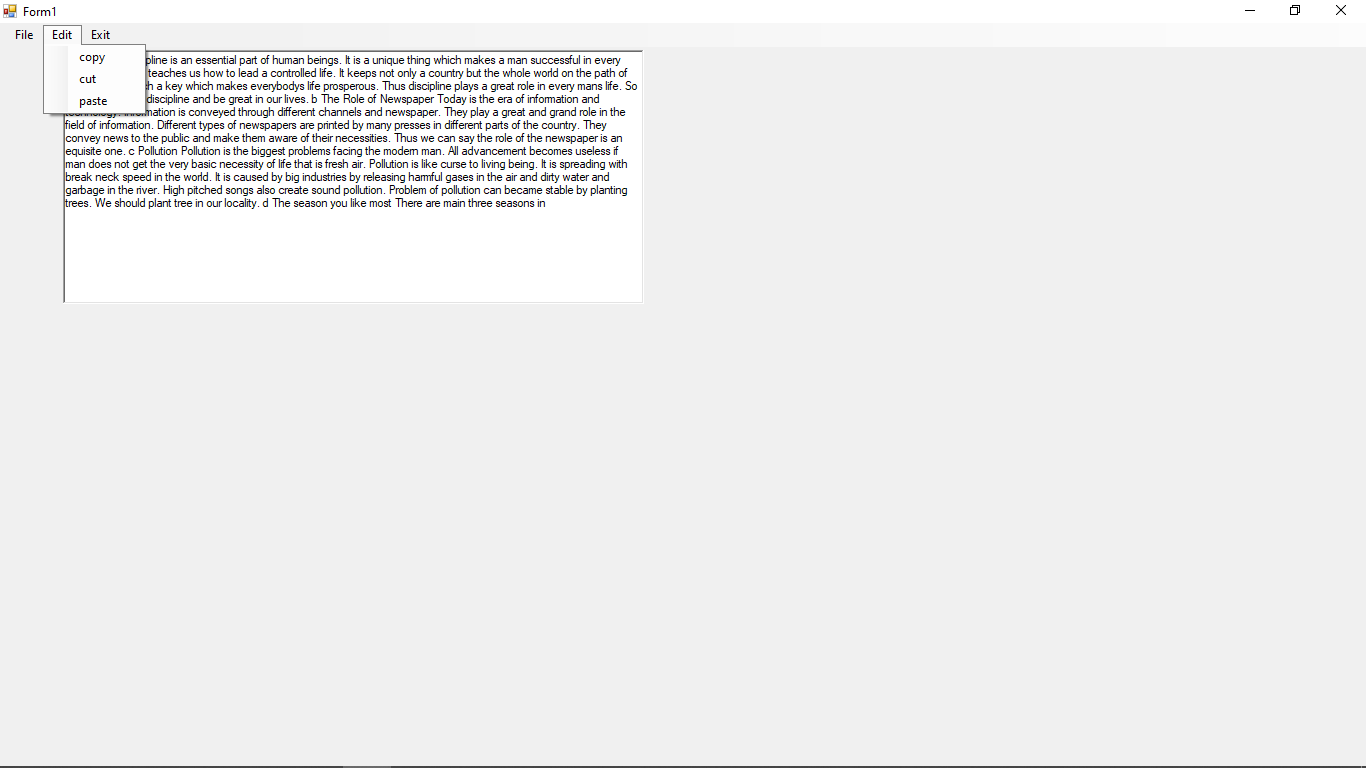 Form1
File Edit Exit
copy
cut
paste
pline is an essential part of human beings. It is a unique thing which makes a man successful in every
teaches us how to lead a controlled life. It keeps not only a country but the whole world on the path of
h a key which makes everybodys life prosperous. Thus discipline plays a great role in every mans life. So
discipline and be great in our lives. b The Role of Newspaper Today is the era of information and
mation is conveyed through different channels and newspaper. They play a great and grand role in the
field of information. Different types of newspapers are printed by many presses in different parts of the country. They
convey news to the public and make them aware of their necessities. Thus we can say the role of the newspaper is an
equisite one. c Pollution Pollution is the biggest problems facing the modern man. All advancement becomes useless if
man does not get the very basic necessity of life that is fresh air. Pollution is like curse to living being. It is spreading with
break neck speed in the world. It is caused by big industries by releasing harmful gases in the air and dirty water and
garbage in the river. High pitched songs also create sound pollution. Problem of pollution can became stable by planting
trees. We should plant tree in our locality. d The season you like most There are main three seasons in